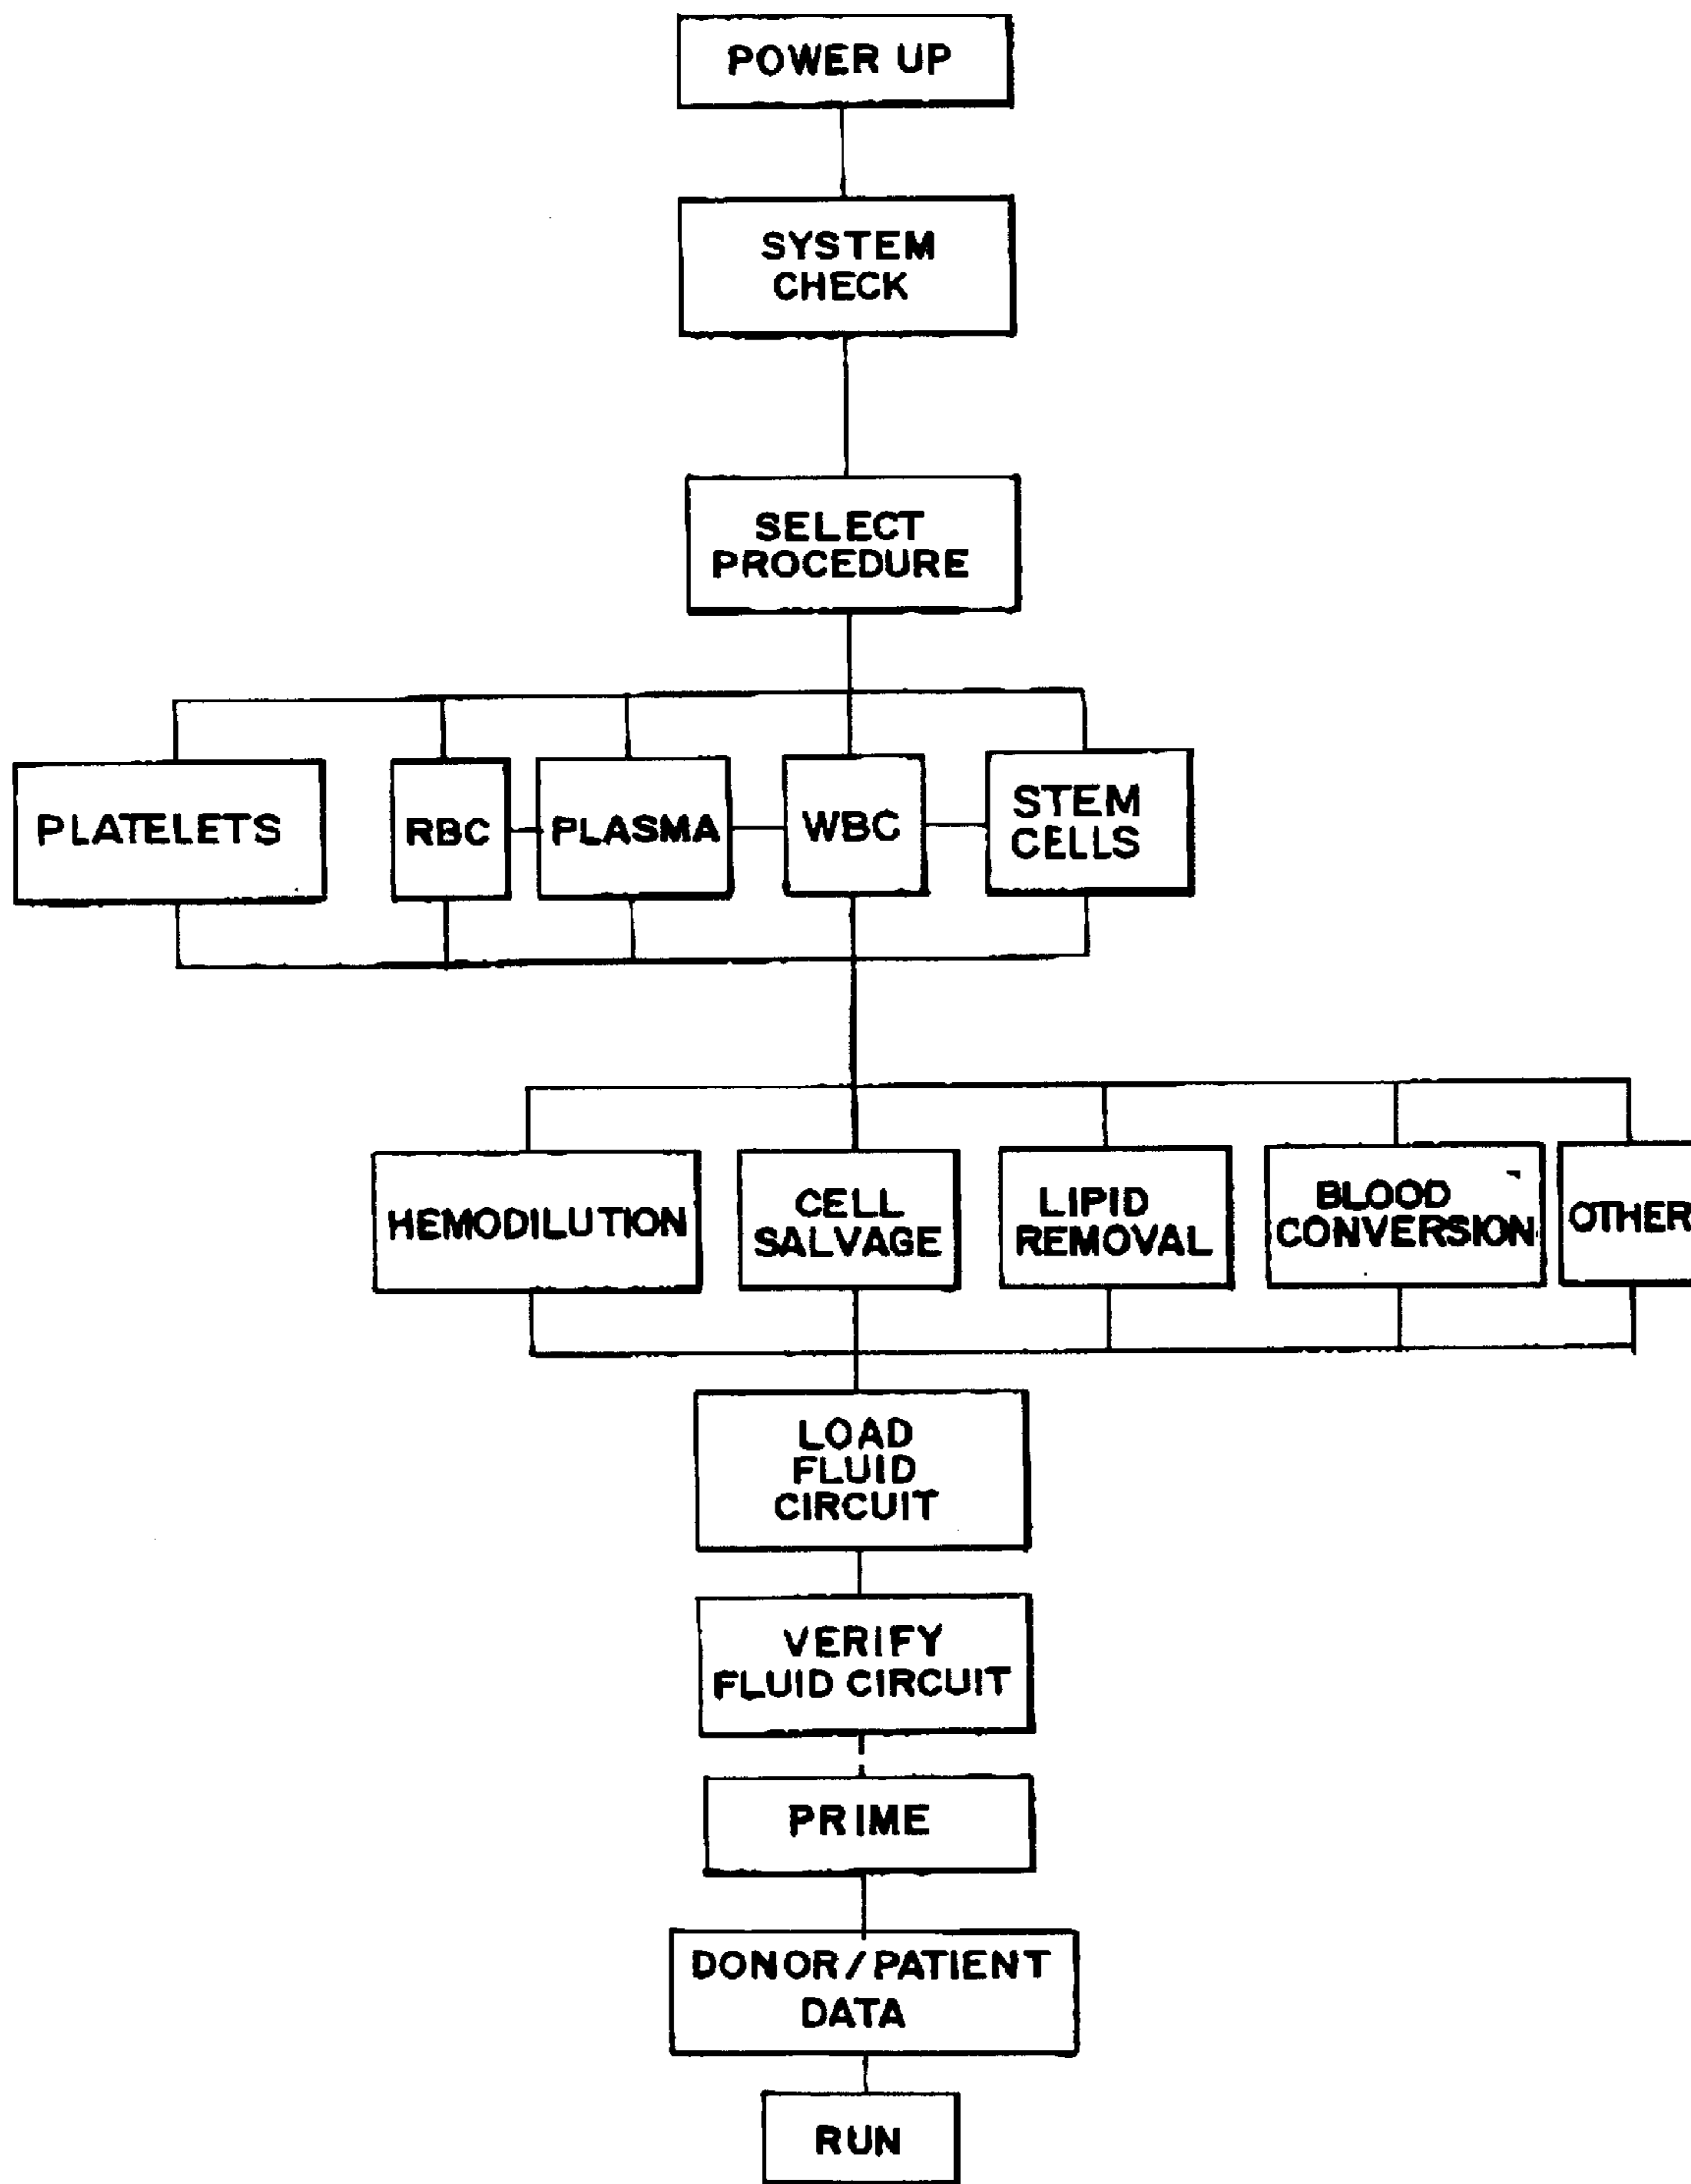 POWER UP
SYSTEM
CHECK
SELECT
PROCEDURE
PLATELETS
RBC
PLASMA
WBC
STEM
CELLS
HEMODILUTION
CELL
SALVAGE
LIPID
REMOVAL
BLOOD
CONVERSION
OTHER
LOAD
FLUID
CIRCUIT
VERIFY
FLUID CIRCUIT
PRIME
DONOR/PATIENT
DATA
RUN